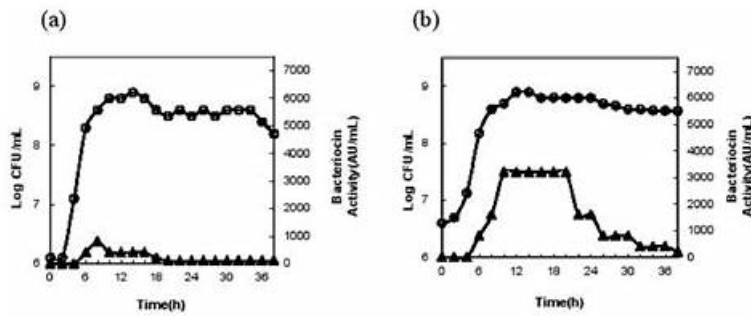 (a)
(b)
9
8
7
6
Log CFU/mL
7000
6000
5000
4000
3000
2000
1000
0
Bacteriocin
Activity(AU/mL)
0 6 12 18 24 30 36
Time(h)
9
8
7
6
Log CFU/mL
7000
6000
5000
4000
3000
2000
1000
0
Bacteriocin
Activity(AU/mL)
0 6 12 18 24 30 36
Time(h)